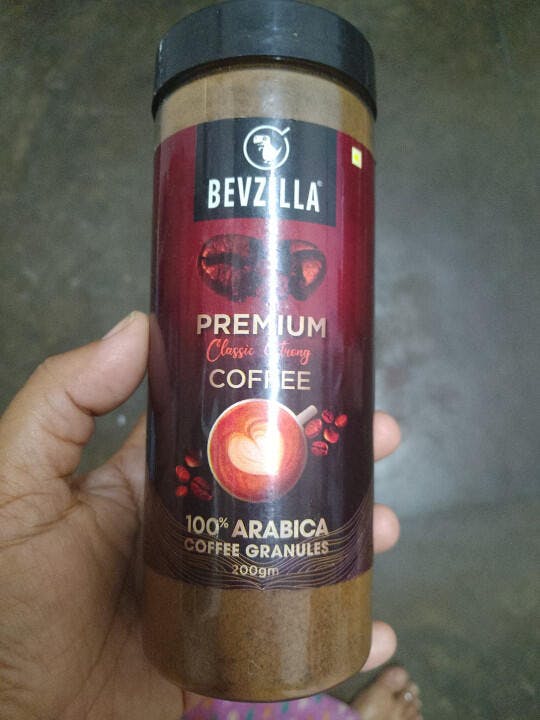 BEVZILLA®
PREMIUM
Classic Strong
COFFEE
100% ARABICA
COFFEE GRANULES
200gm